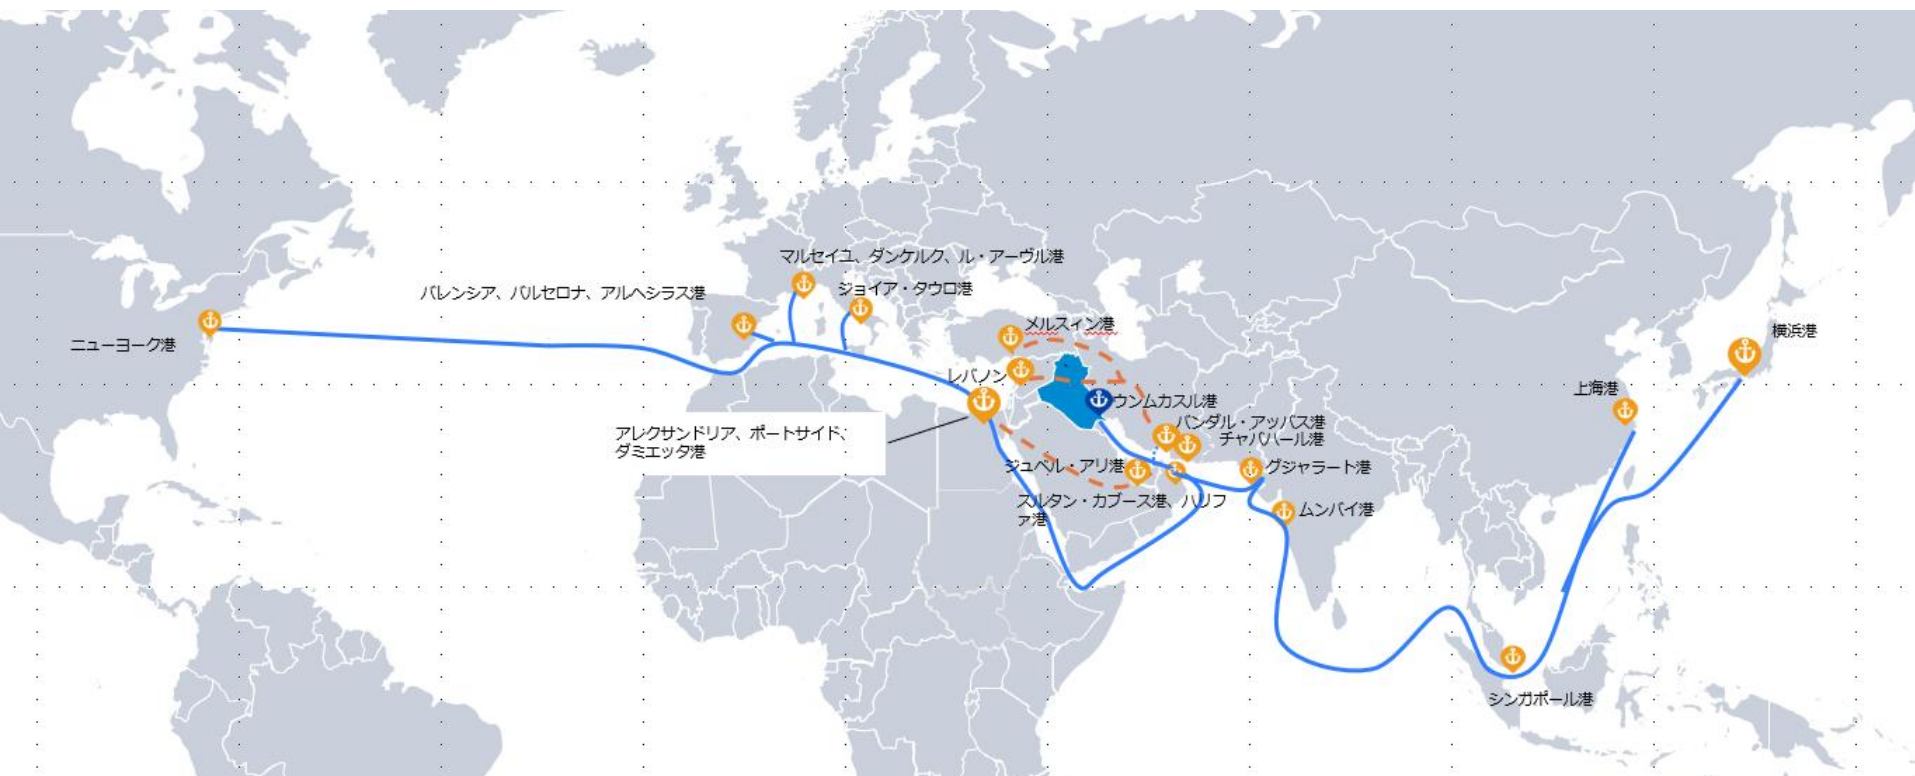 マルセイユ、ダンケルク、ル・アーヴル港
バレンシア、バルセロナ、アルヘシラス港
ジョイア・タウロ港
ニューヨーク港
メルスィン港
横浜港
レバノン
上海港
ウンムカスル港
アレクサンドリア、ポートサイド、
ダミエッタ港
バンダル・アッバス港
チャバハール港
ジュベル・アリ港
グジャラート港
スルタン・カブース港、ハリフ
ァ港
ムンバイ港
シンガポール港